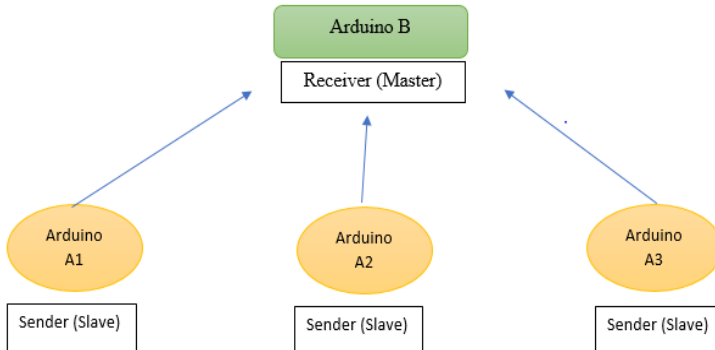 Arduino B
Receiver (Master)
Arduino
A1
Arduino
A2
Arduino
A3
Sender (Slave)
Sender (Slave)
Sender (Slave)